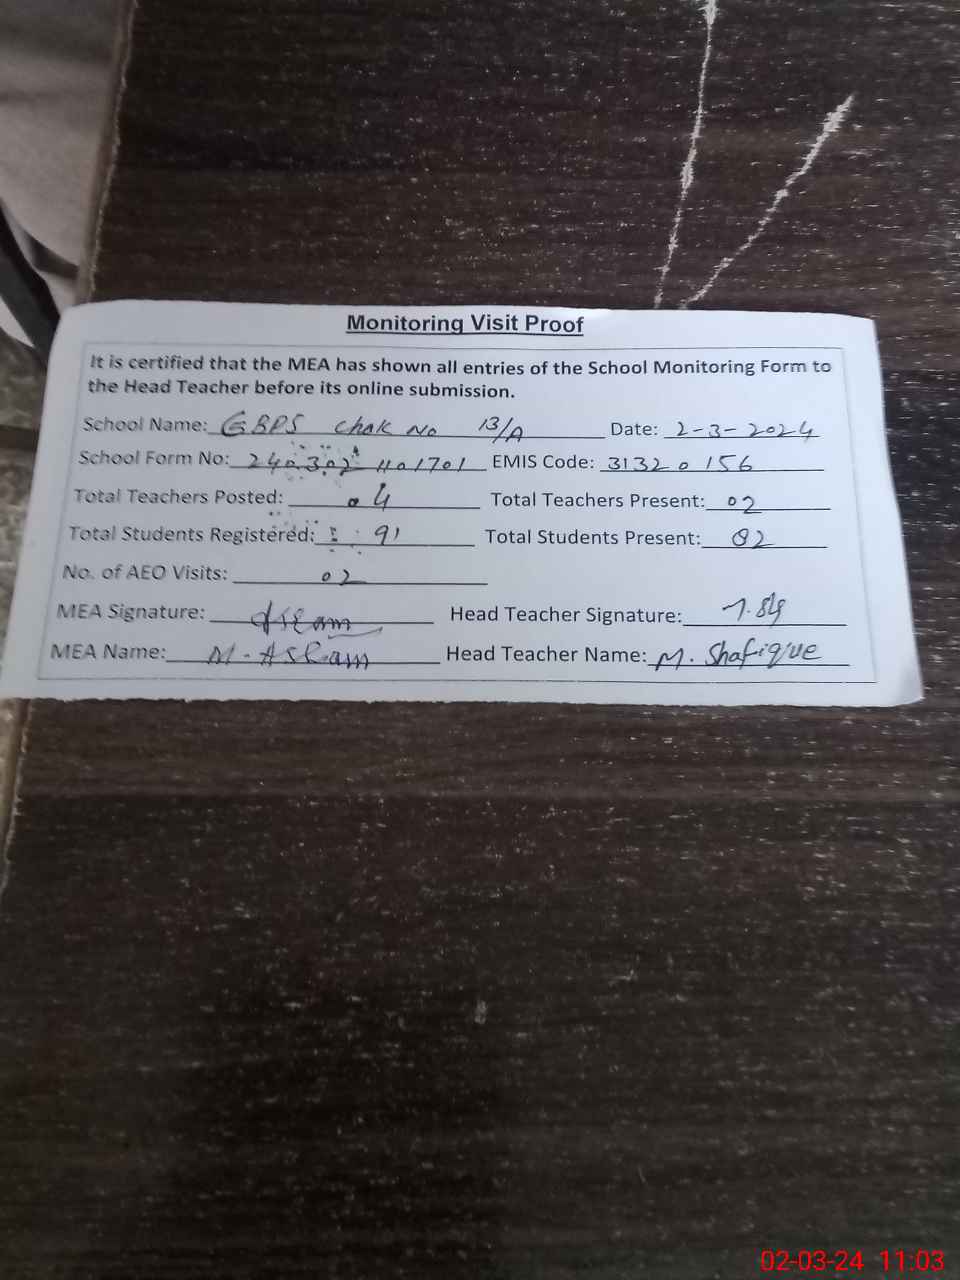 Monitoring Visit Proof
It is certified that the MEA has shown all entries of the School Monitoring Form to
the Head Teacher before its online submission.
School Name: GBPS Chak No 13/A Date: 2-3-2024
School Form No: 240302 1101701 EMIS Code: 31320156
Total Teachers Posted: 04 Total Teachers Present: 02
Total Students Registered: 91 Total Students Present: 82
No. of AEO Visits: 02
MEA Signature: Head Teacher Signature:
MEA Name: M. Aslam Head Teacher Name: M. Shafique
02-03-24 11:03